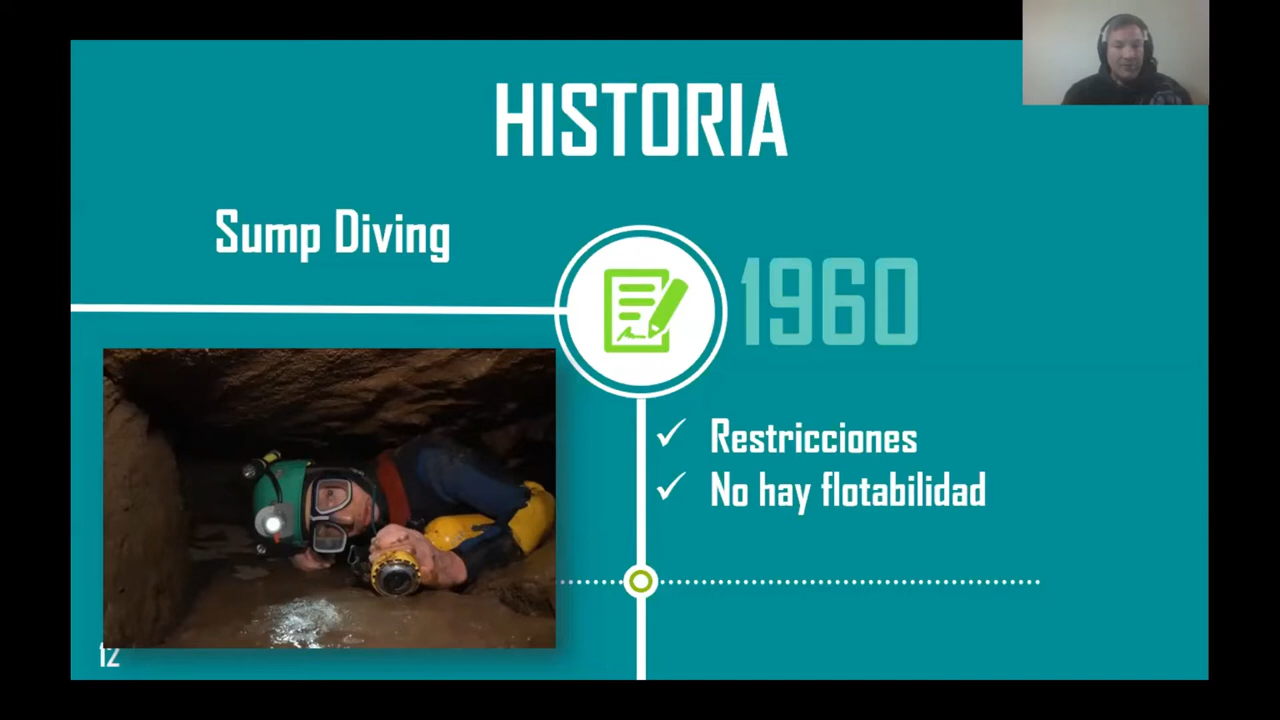 HISTORIA
Sump Diving
1960
✓ Restricciones
✓ No hay flotabilidad
12